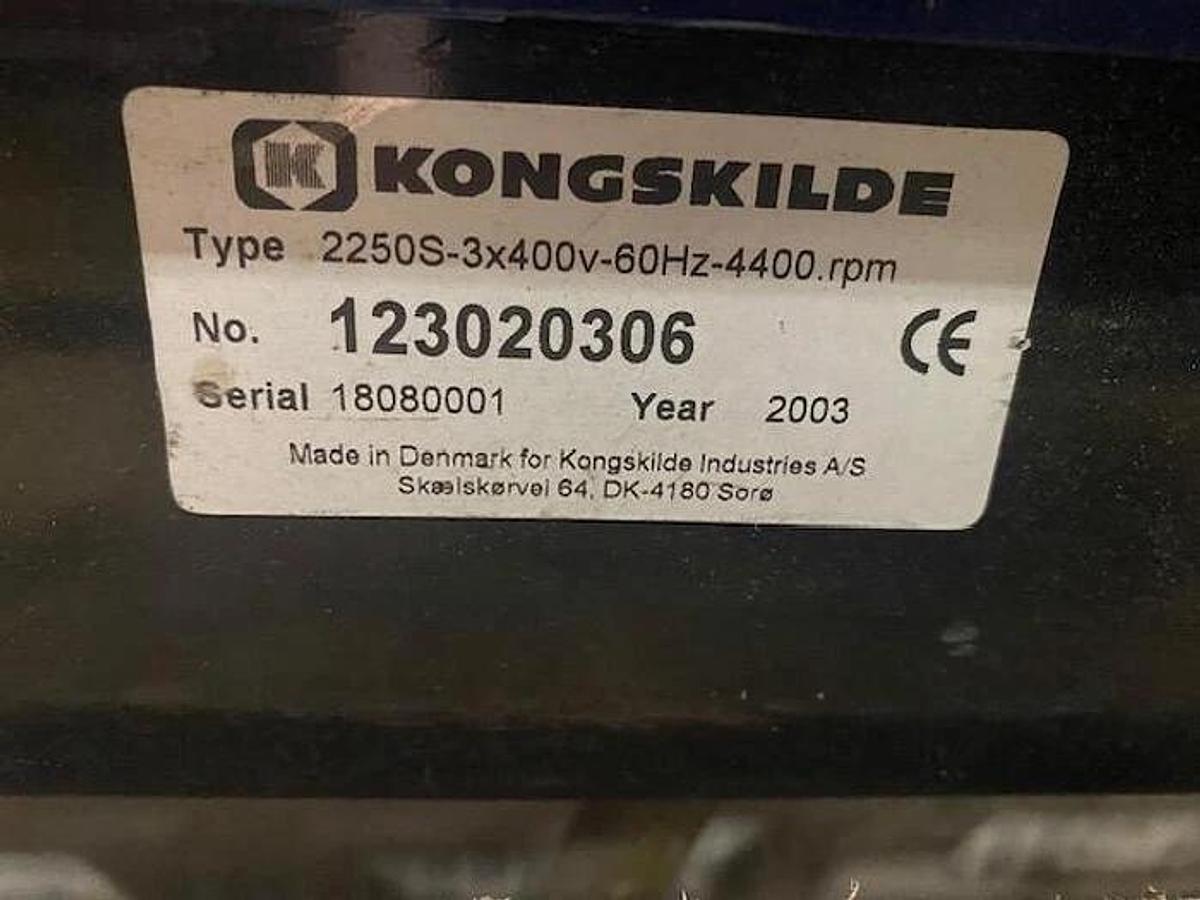 K KONGSKILDE
Type 2250S-3x400v-60Hz-4400.rpm
No. 123020306 CE
Serial 18080001 Year 2003
Made in Denmark for Kongskilde Industries A/S
Skælskørvej 64, DK-4180 Sorø